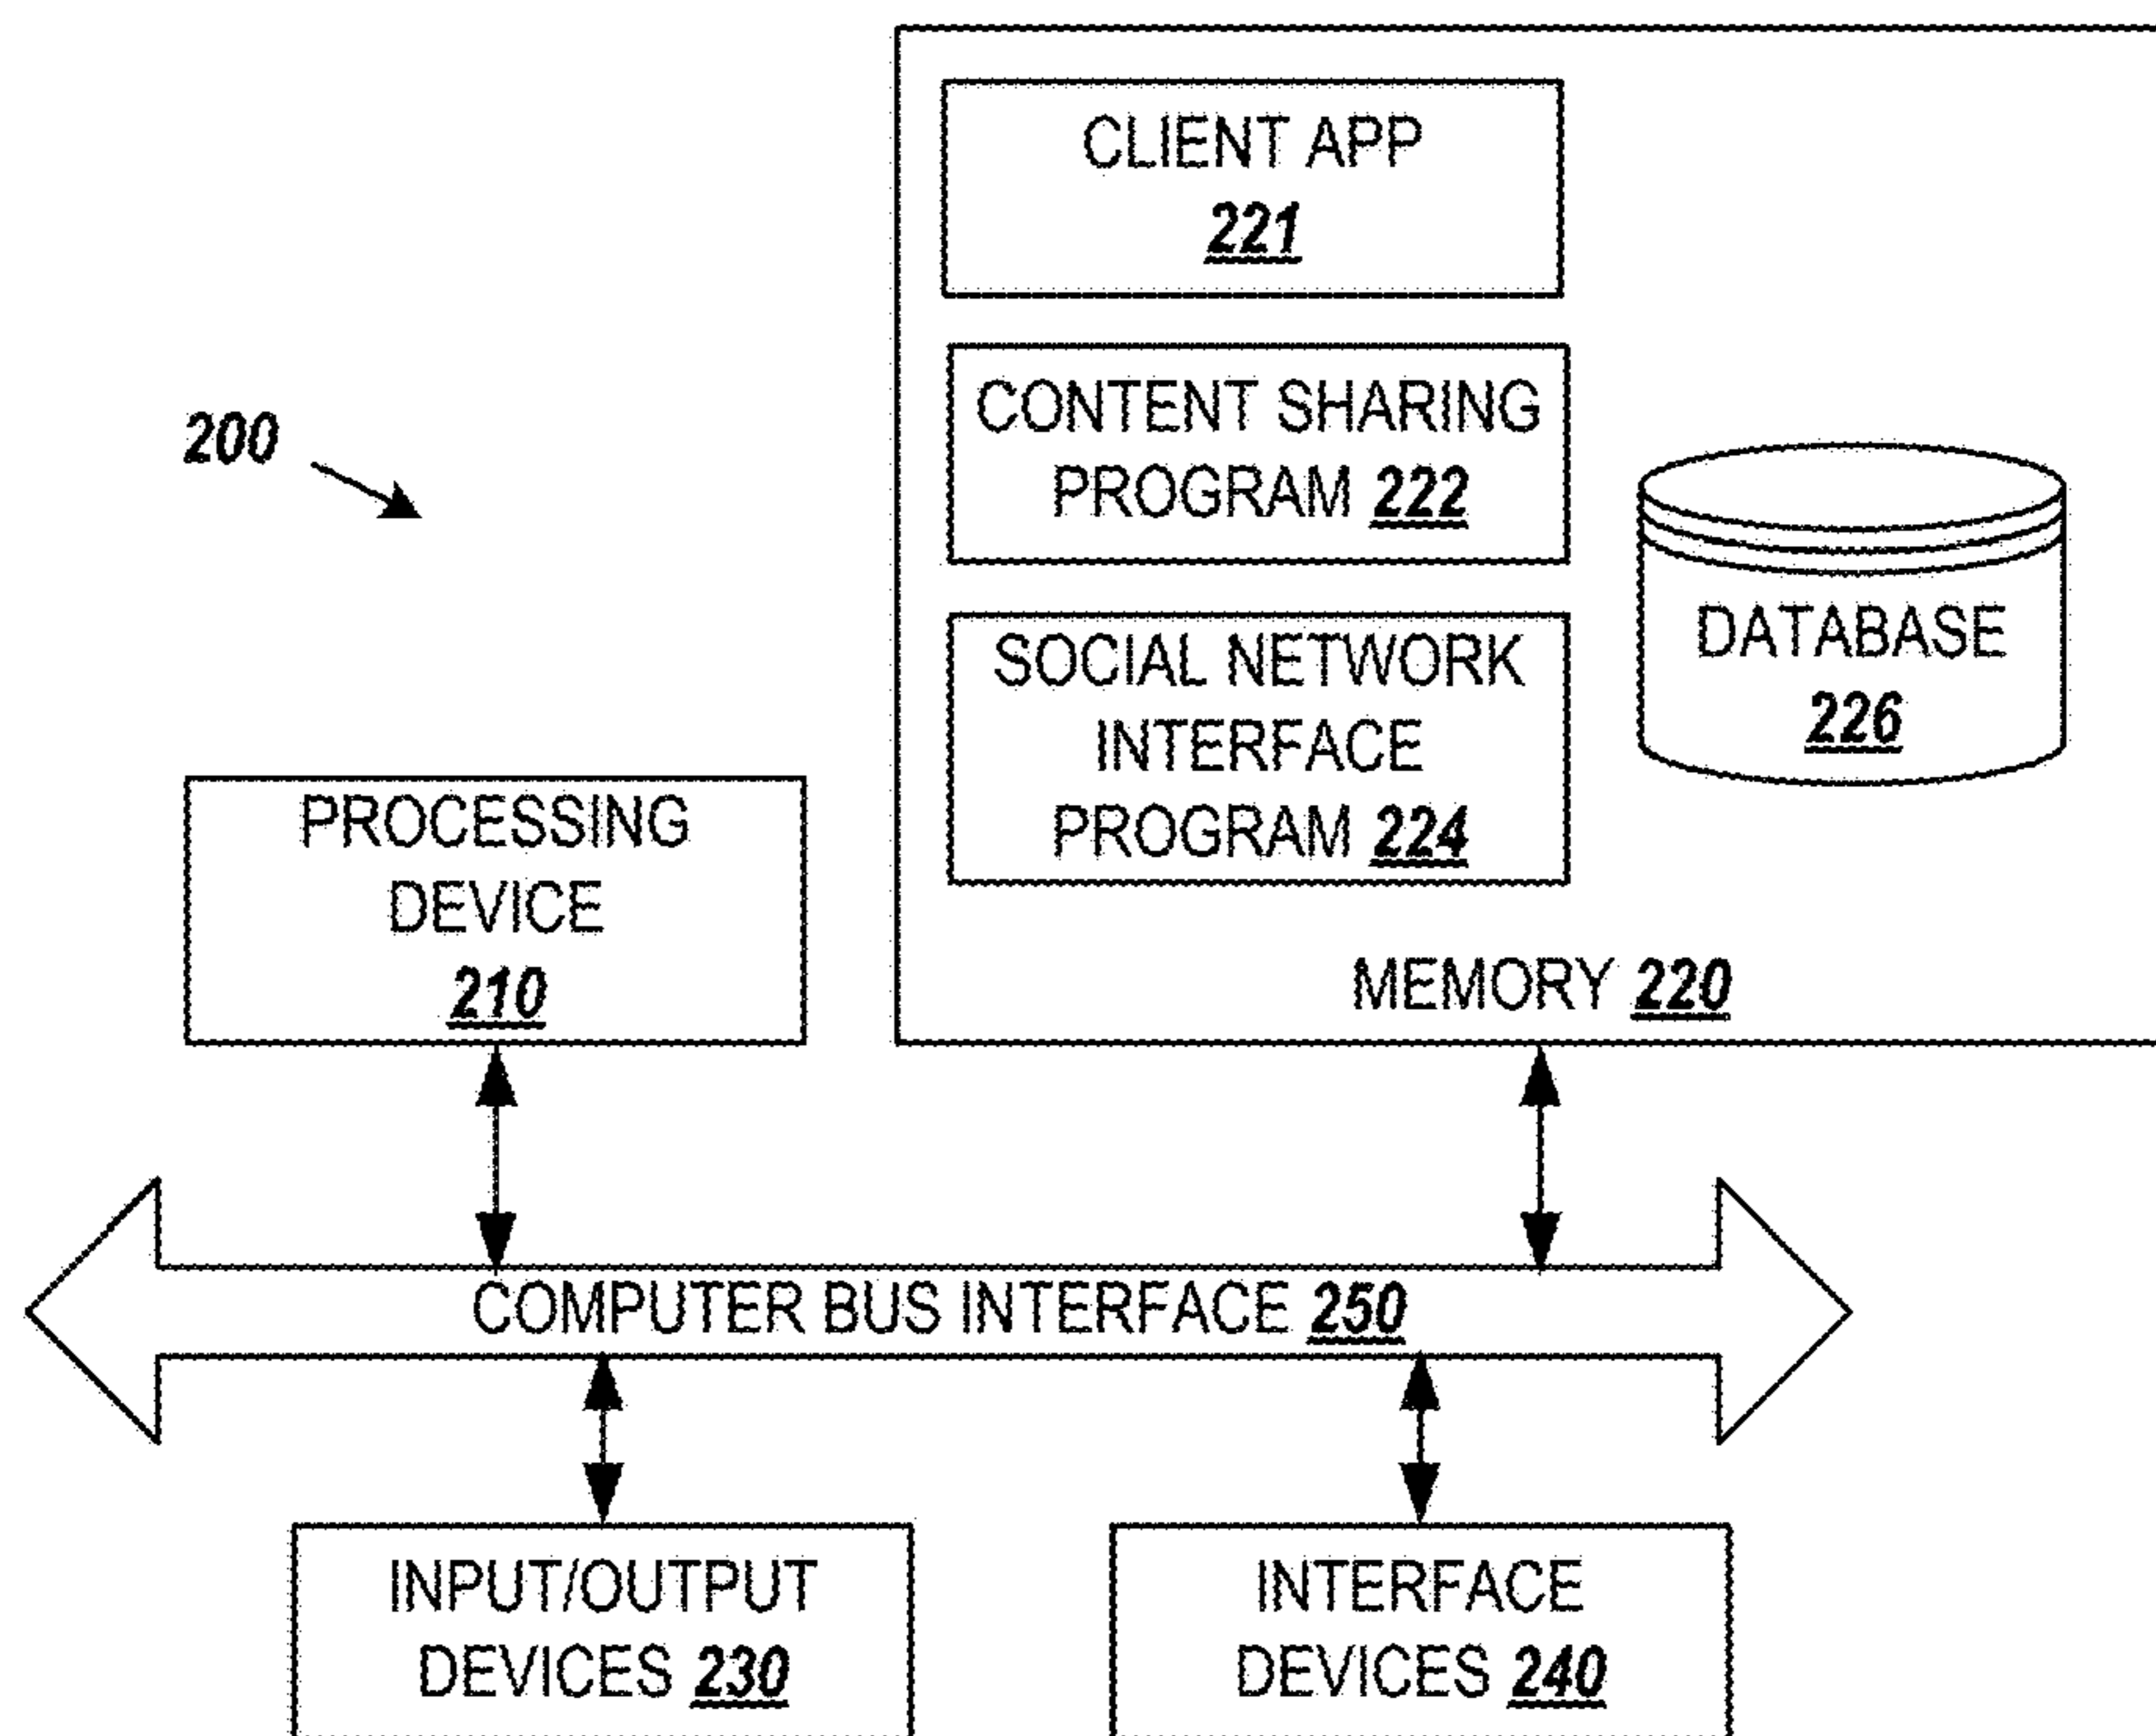 CLIENT APP
221
CONTENT SHARING
PROGRAM 222
200
SOCIAL NETWORK
INTERFACE
PROGRAM 224
DATABASE
226
PROCESSING
DEVICE
210
MEMORY 220
COMPUTER BUS INTERFACE 250
INPUT/OUTPUT
DEVICES 230
INTERFACE
DEVICES 240